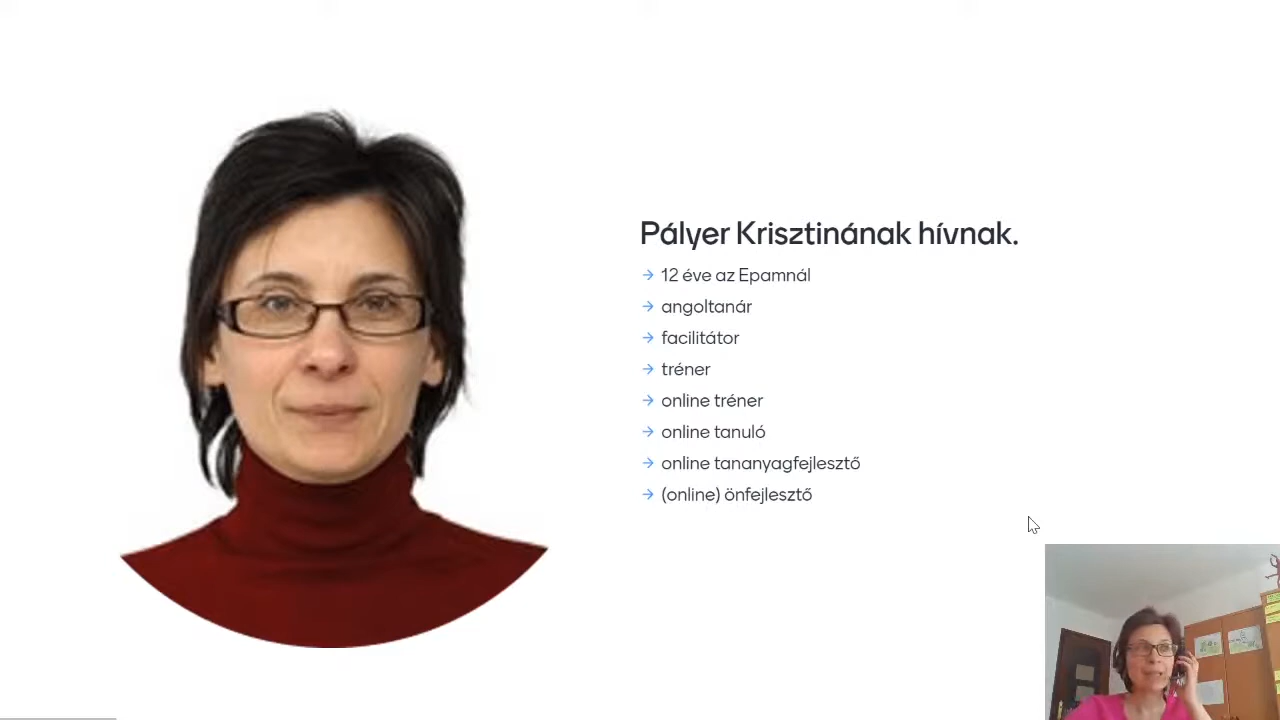 Pályer Krisztinának hívnak.
12 éve az Epamnál
angoltanár
facilitátor
tréner
online tréner
online tanuló
online tananyagfejlesztő
(online) önfejlesztő